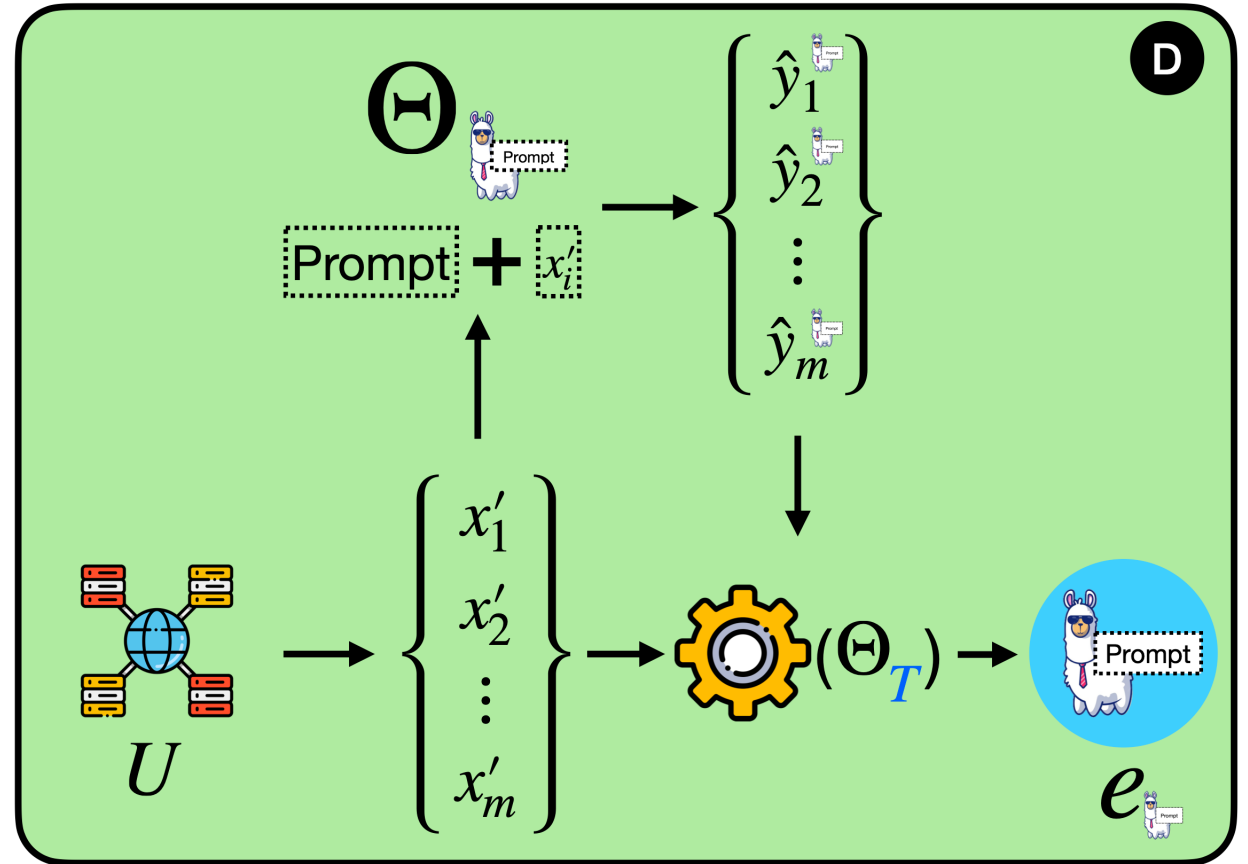 D
Θ Prompt
Prompt + x′ᵢ
ŷ₁ Prompt
ŷ₂ Prompt
⋮
ŷₘ Prompt
x′₁
x′₂
⋮
x′ₘ
U
(Θ_T)
Prompt
e Prompt